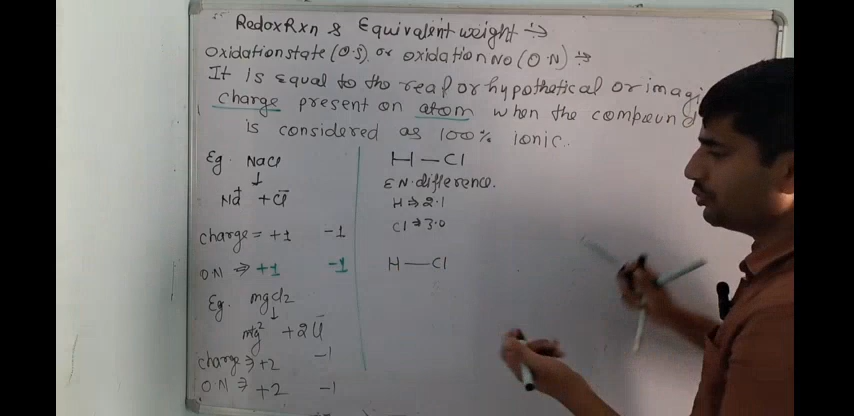 Redox Rxn & Equivalent weight →
oxidation state (O.S) or oxidation No (O.N) →
It is Equal to the real or hypothetical or imagi
charge present on atom when the compound
is considered as 100% ionic.
Eg. NaCl
↓
Na⁺ + Cl⁻
charge = +1 -1
O.N ⇒ +1 -1
Eg. mgcl2
↓
mg²⁺ + 2Cl⁻
charge ⇒ +2 -1
O.N ⇒ +2 -1
H — Cl
EN. difference.
H ⇒ 2.1
Cl ⇒ 3.0
H — Cl